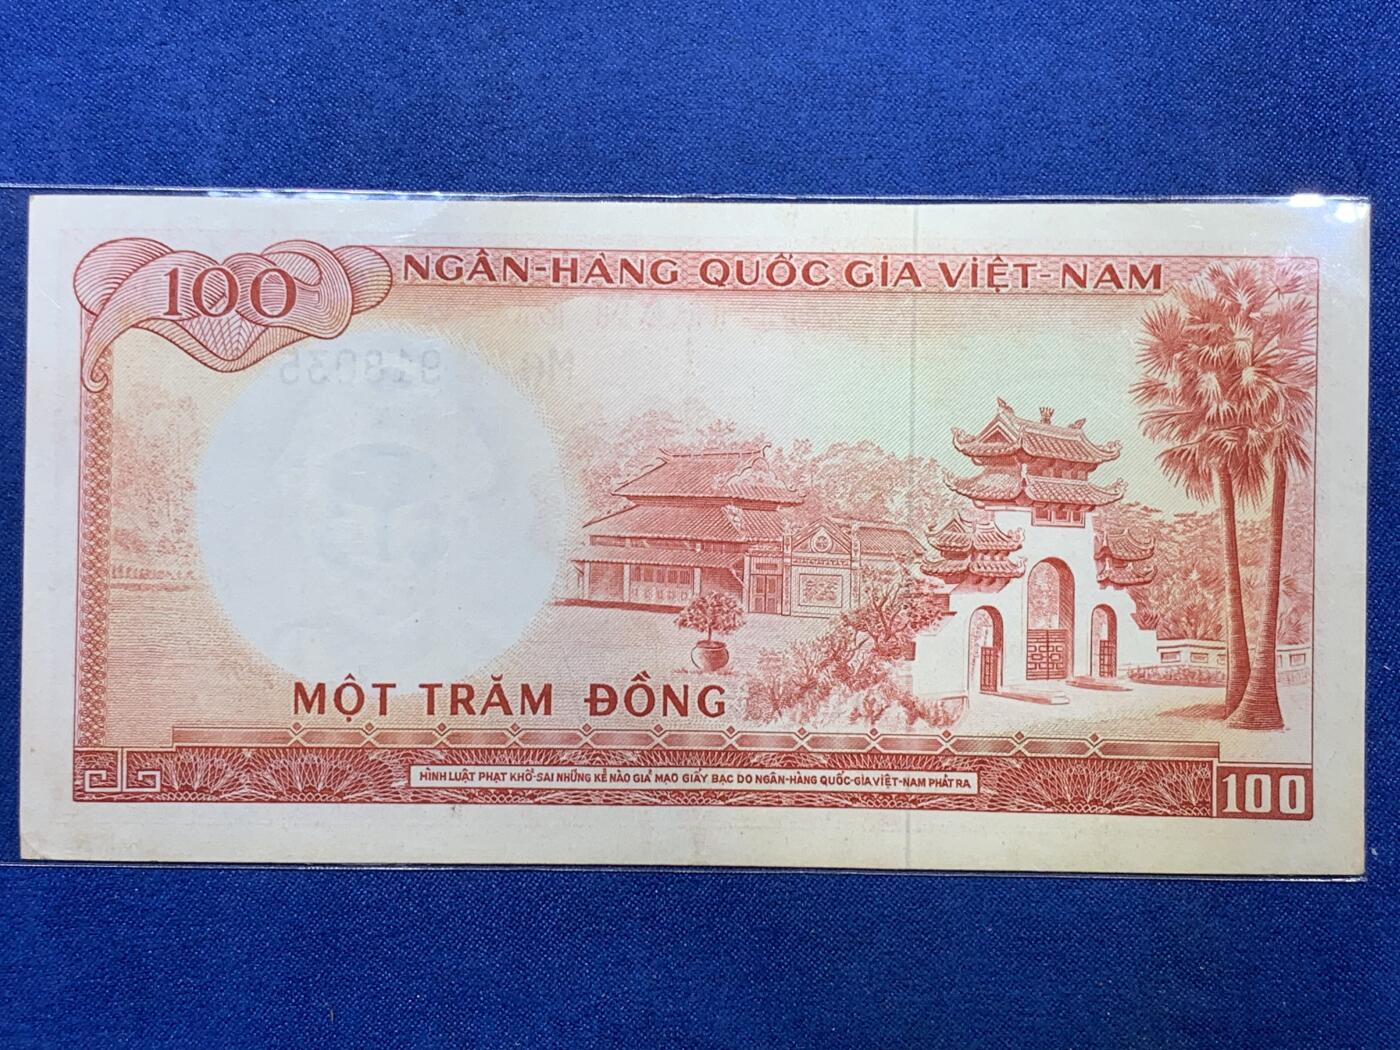 100
NGÂN-HÀNG QUỐC GIA VIỆT-NAM
918035
MỘT TRĂM ĐỒNG
HÌNH LUẬT PHẠT KHỔ-SAI NHỮNG KẺ NÀO GIẢ MẠO GIẤY BẠC DO NGÂN-HÀNG QUỐC-GIA VIỆT-NAM PHÁT RA
100